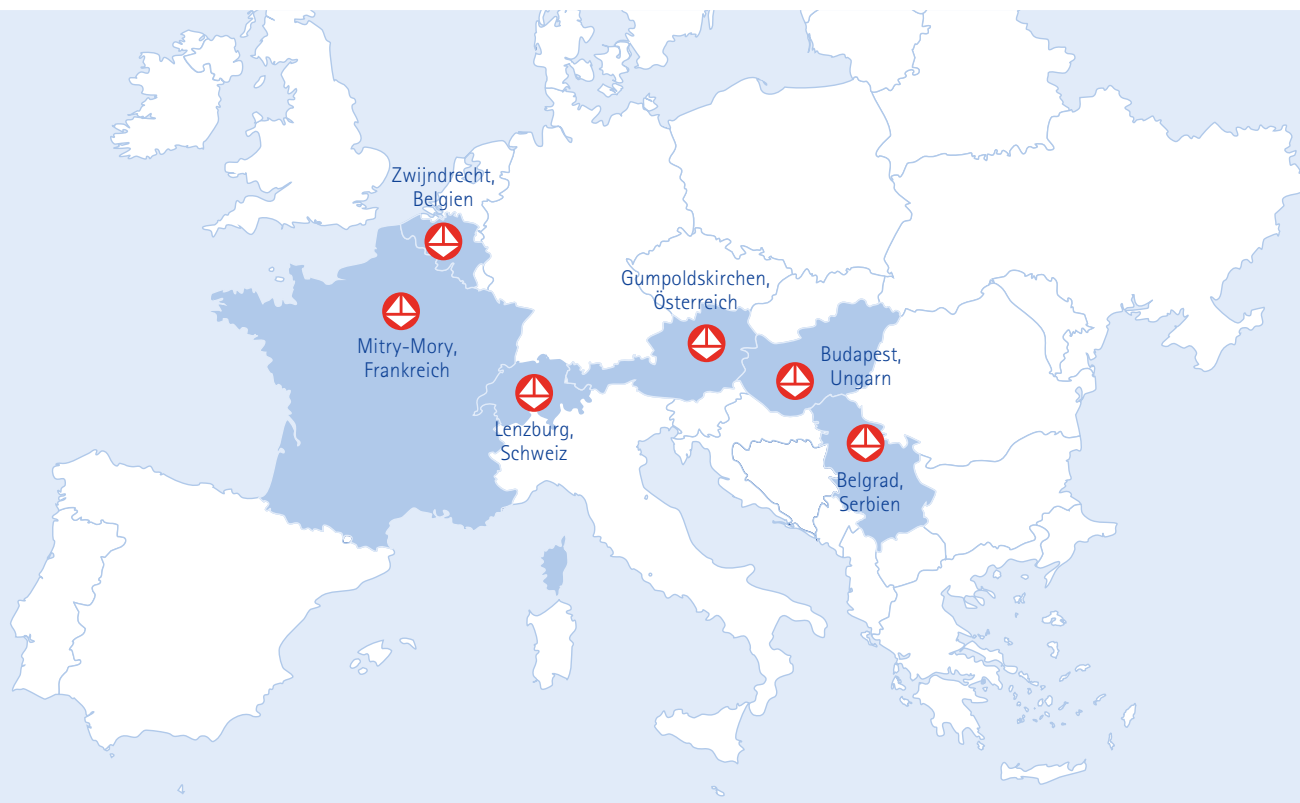 Zwijndrecht,
Belgien
Gumpoldskirchen,
Österreich
Mitry-Mory,
Frankreich
Budapest,
Ungarn
Lenzburg,
Schweiz
Belgrad,
Serbien